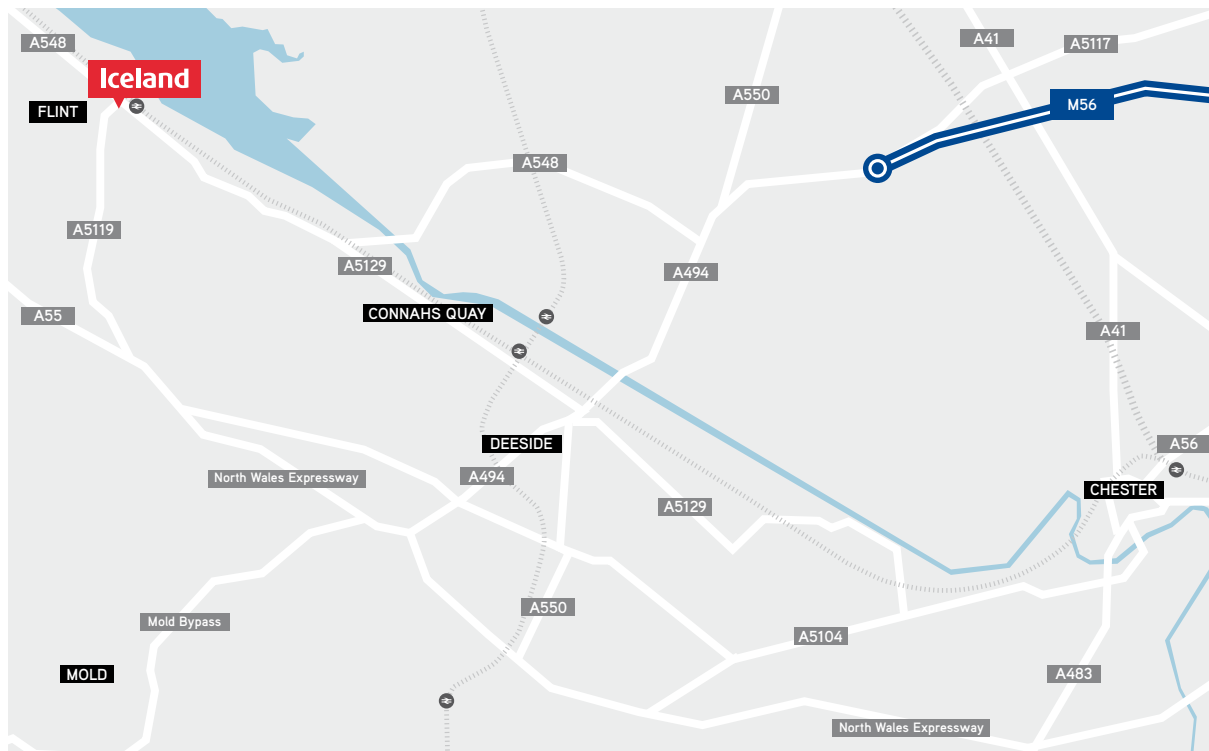 A41
A548
A5117
Iceland
A550
M56
FLINT
A548
A5119
A5129
A494
CONNAHS QUAY
A55
A41
DEESIDE
A56
North Wales Expressway
A494
CHESTER
A5129
A550
Mold Bypass
A5104
MOLD
A483
North Wales Expressway